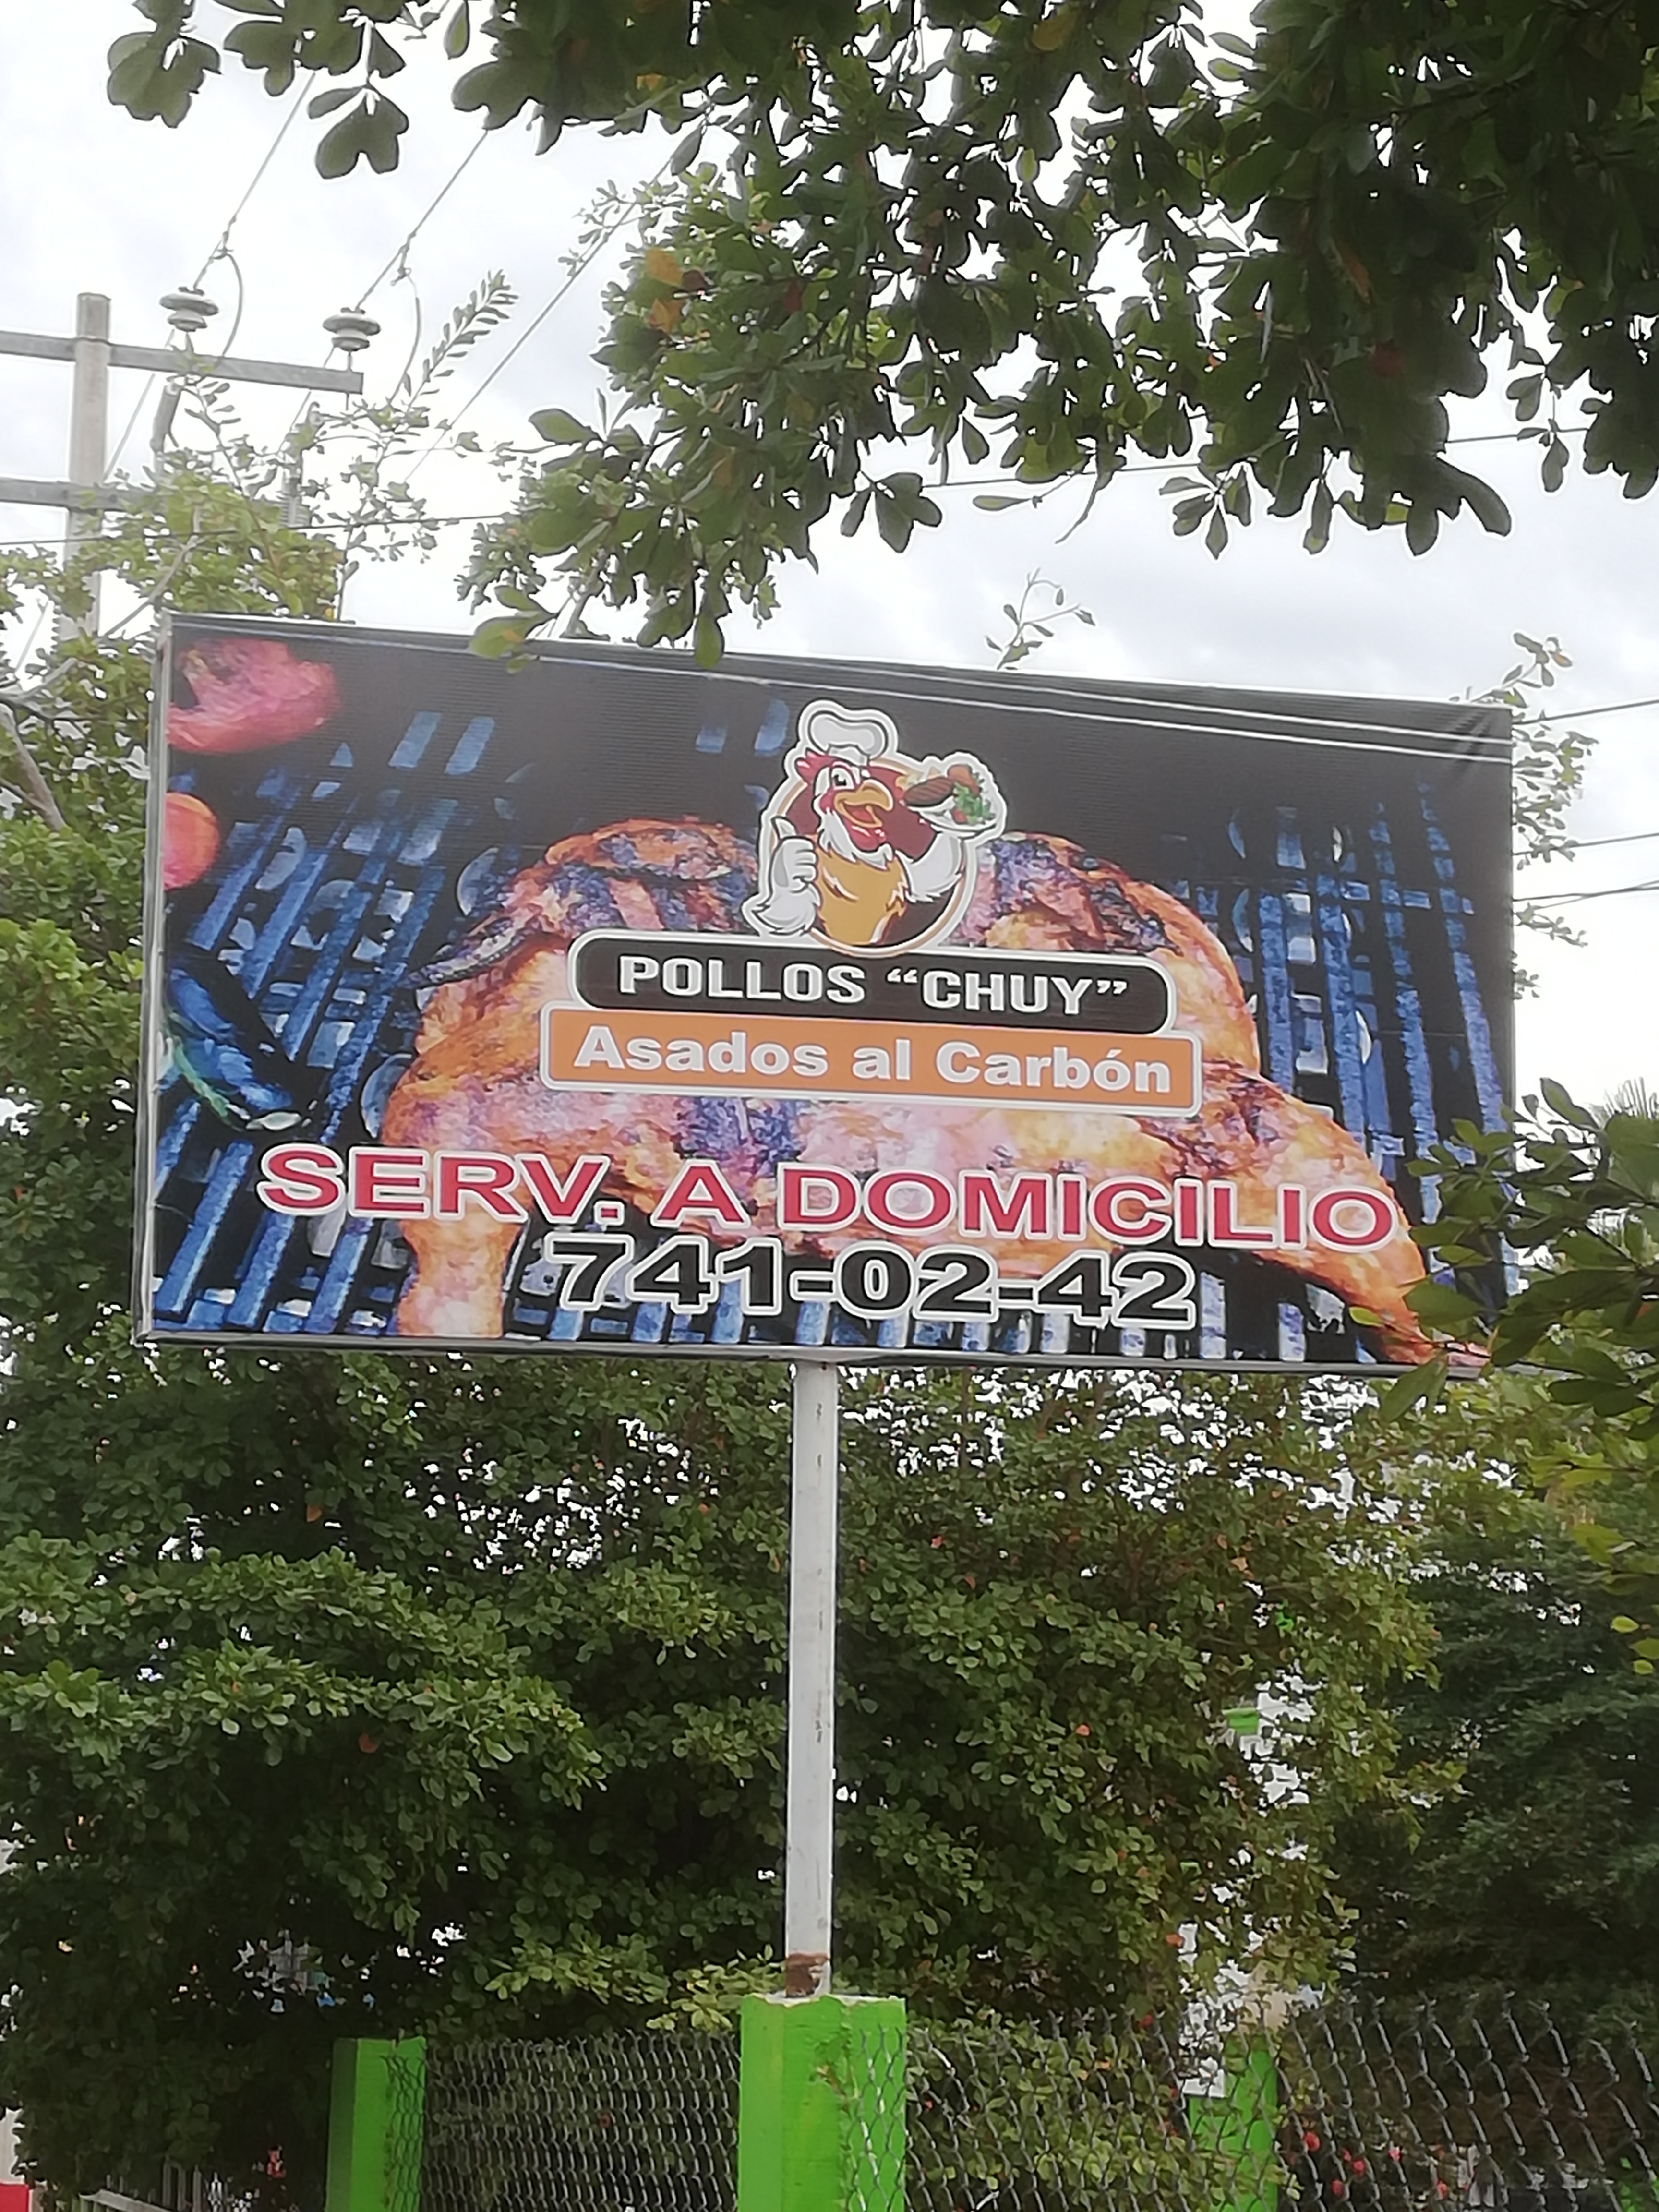 POLLOS “CHUY”
Asados al Carbón
SERV. A DOMICILIO
741-02-42